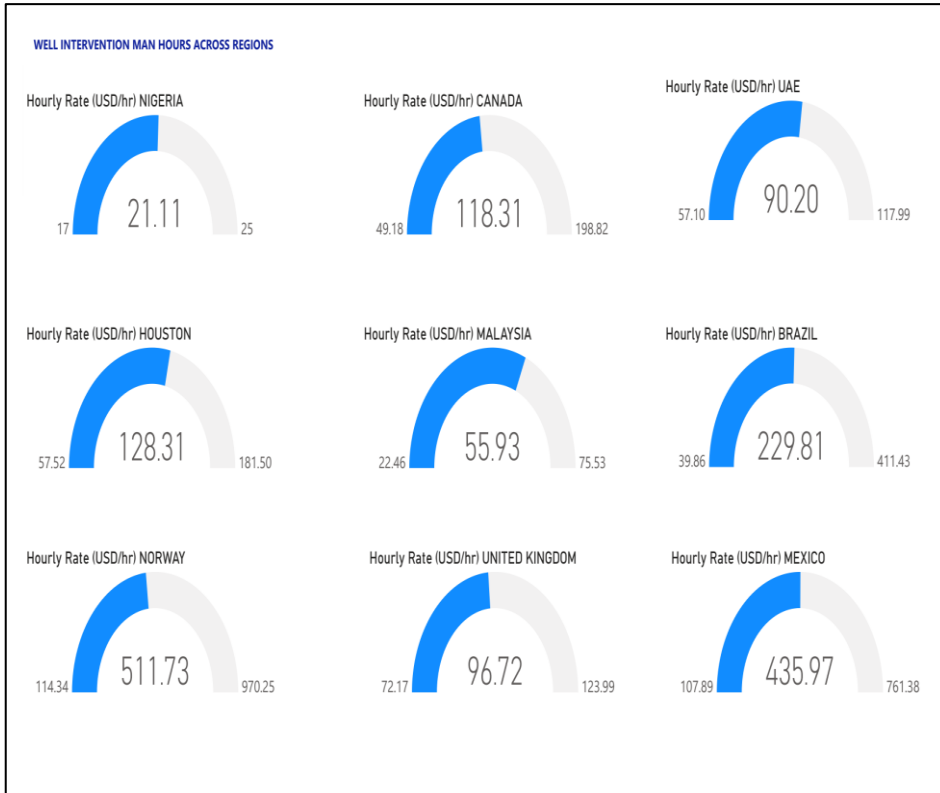 WELL INTERVENTION MAN HOURS ACROSS REGIONS
Hourly Rate (USD/hr) NIGERIA
21.11
17
25
Hourly Rate (USD/hr) CANADA
118.31
49.18
198.82
Hourly Rate (USD/hr) UAE
90.20
57.10
117.99
Hourly Rate (USD/hr) HOUSTON
128.31
57.52
181.50
Hourly Rate (USD/hr) MALAYSIA
55.93
22.46
75.53
Hourly Rate (USD/hr) BRAZIL
229.81
39.86
411.43
Hourly Rate (USD/hr) NORWAY
511.73
114.34
970.25
Hourly Rate (USD/hr) UNITED KINGDOM
96.72
72.17
123.99
Hourly Rate (USD/hr) MEXICO
435.97
107.89
761.38